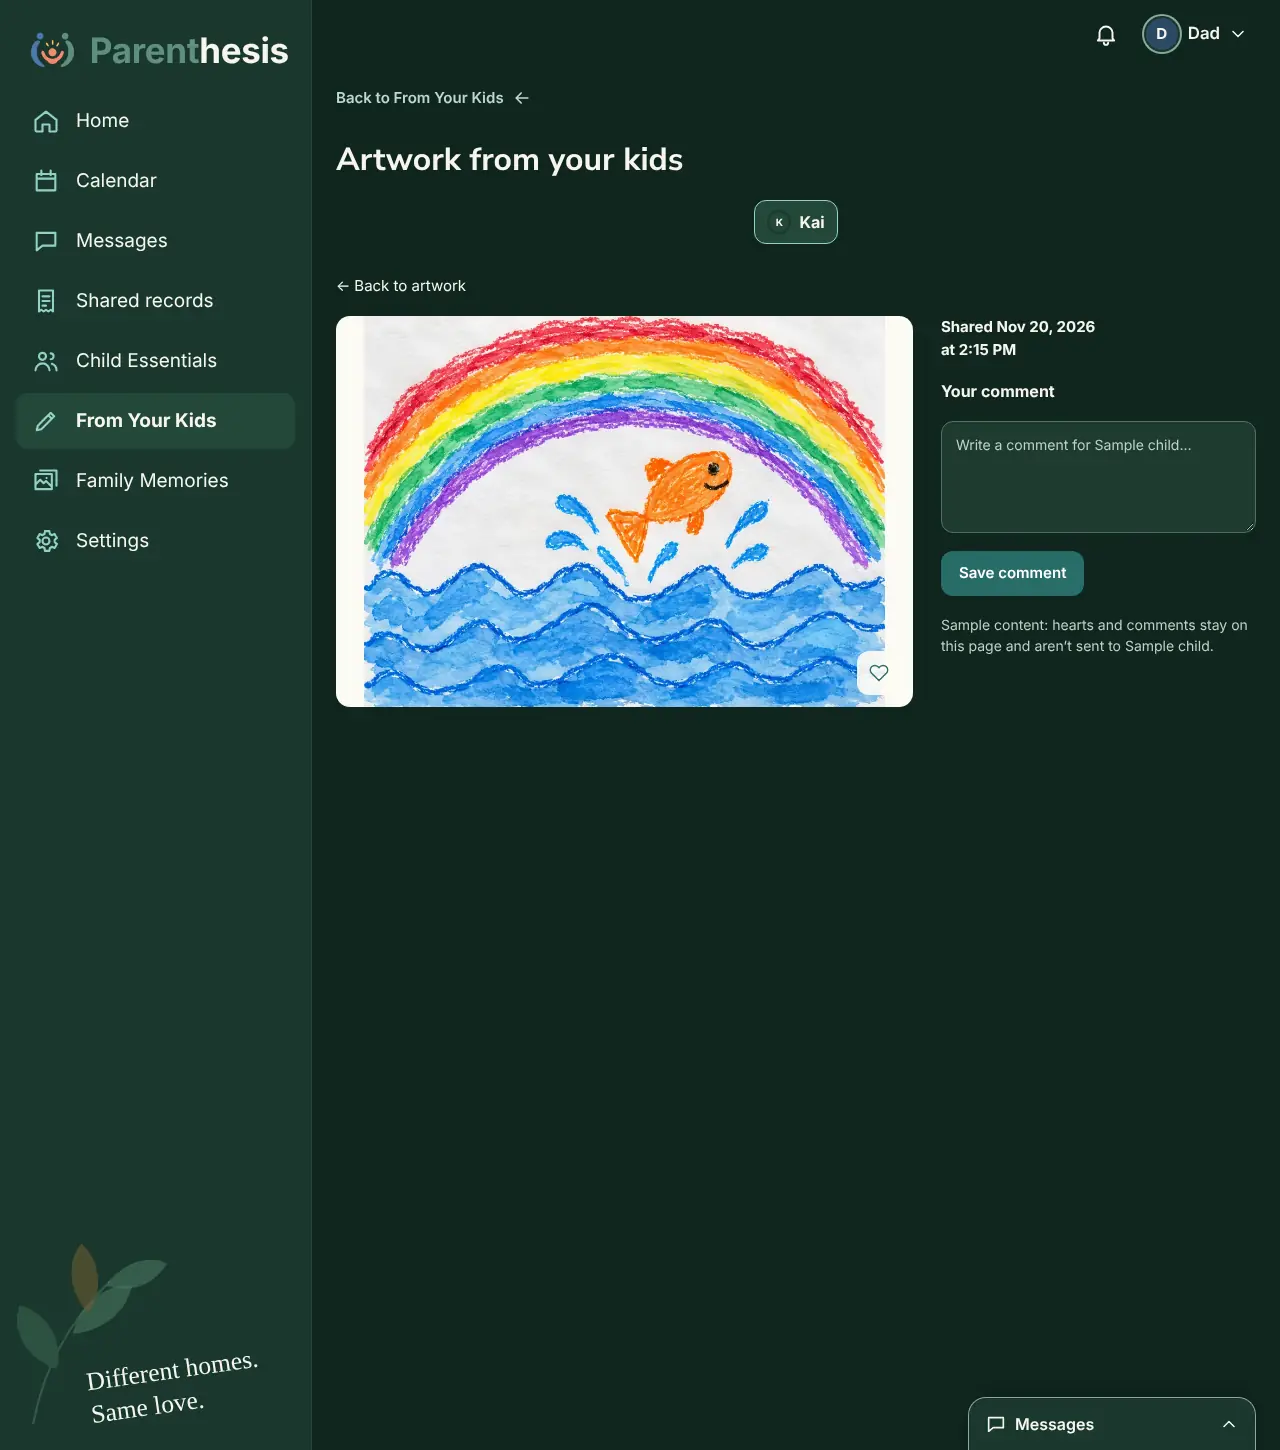 Parenthesis
Home
Calendar
Messages
Shared records
Child Essentials
From Your Kids
Family Memories
Settings
Different homes.
Same love.
D
Dad
Back to From Your Kids ←
Artwork from your kids
K
Kai
← Back to artwork
Shared Nov 20, 2026
at 2:15 PM
Your comment
Write a comment for Sample child...
Save comment
Sample content: hearts and comments stay on
this page and aren't sent to Sample child.
Messages